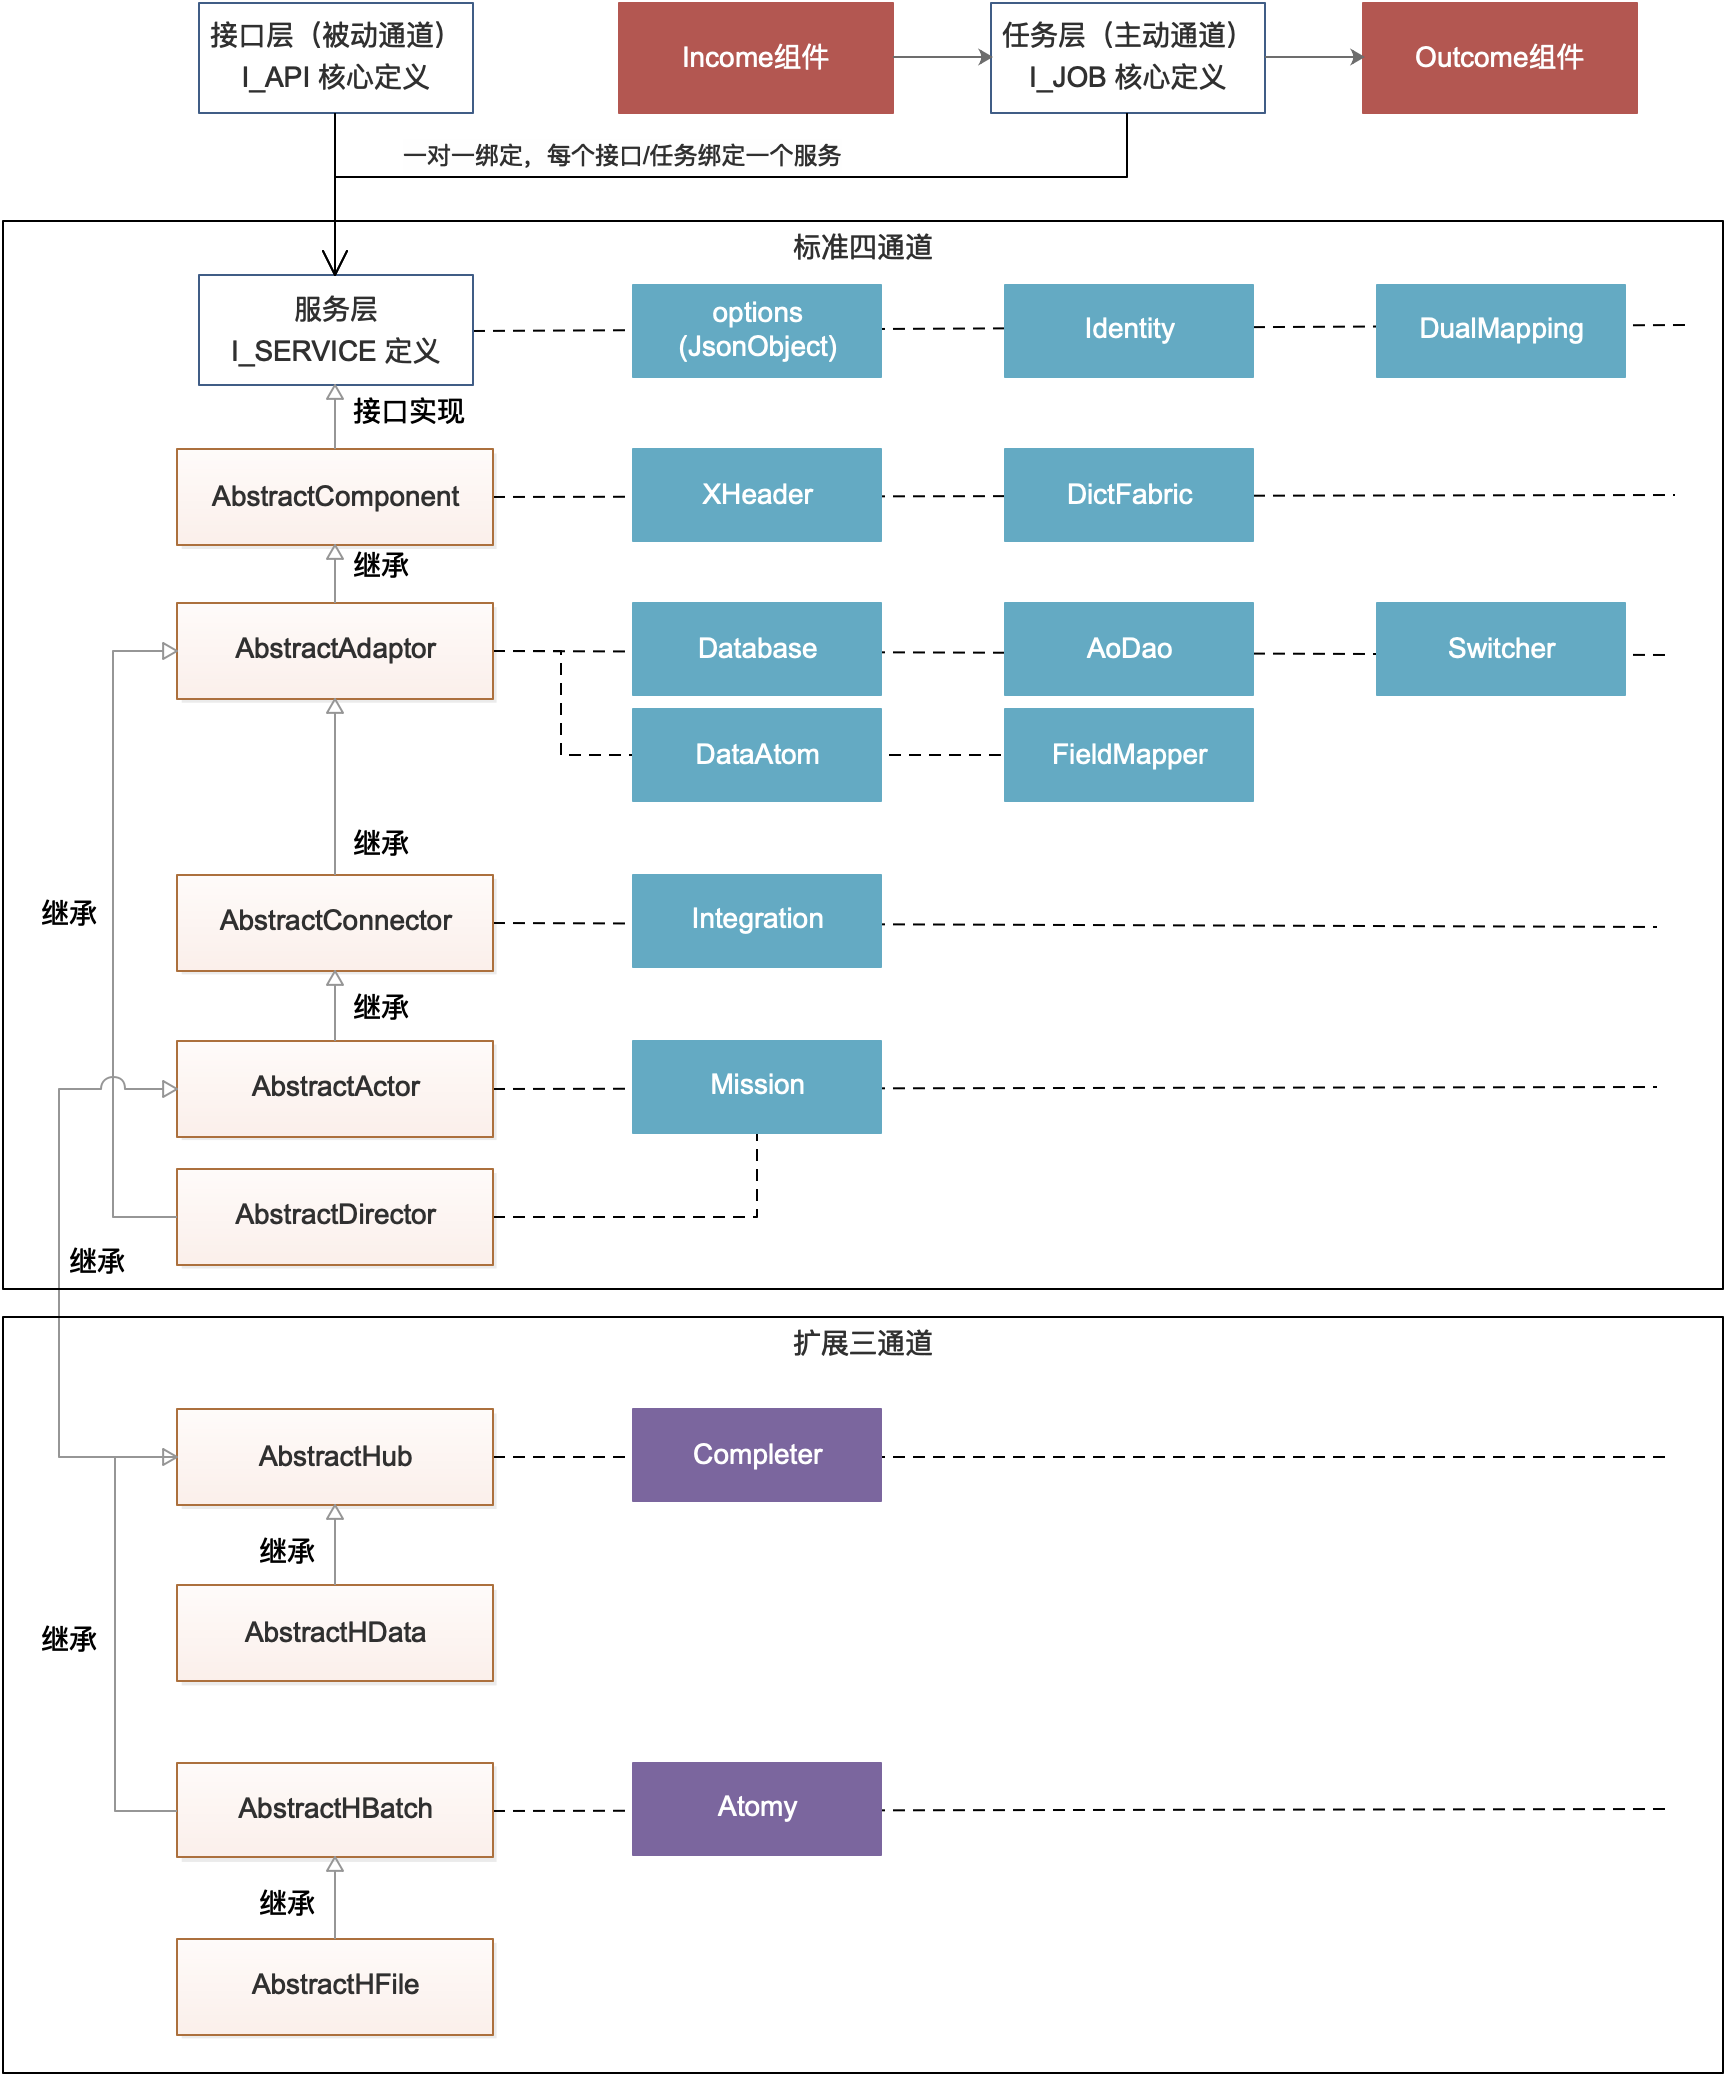 接口层（被动通道）
I_API 核心定义
Income组件
任务层（主动通道）
I_JOB 核心定义
Outcome组件
一对一绑定，每个接口/任务绑定一个服务
标准四通道
服务层
I_SERVICE 定义
options
(JsonObject)
Identity
DualMapping
接口实现
AbstractComponent
XHeader
DictFabric
继承
AbstractAdaptor
Database
AoDao
Switcher
DataAtom
FieldMapper
继承
继承
AbstractConnector
Integration
继承
AbstractActor
Mission
AbstractDirector
继承
扩展三通道
AbstractHub
Completer
继承
AbstractHData
继承
AbstractHBatch
Atomy
继承
AbstractHFile